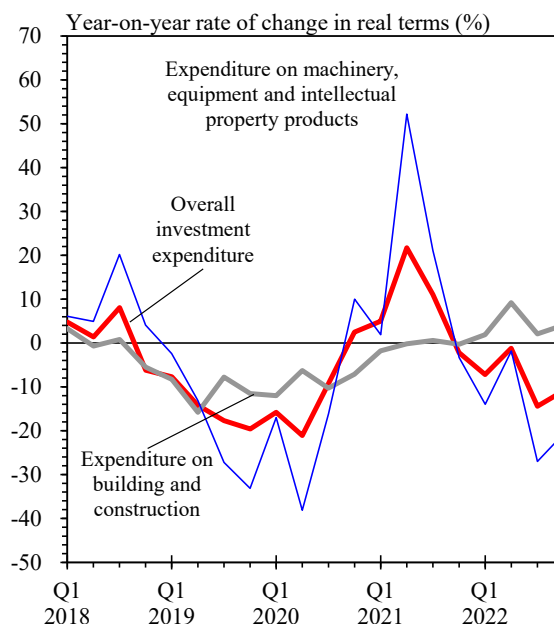 Year-on-year rate of change in real terms (%)
70
60
50
40
30
20
10
0
-10
-20
-30
-40
-50
Expenditure on machinery,
equipment and intellectual
property products
Overall
investment
expenditure
Expenditure on
building and
construction
Q1 Q1 Q1 Q1 Q1
2018 2019 2020 2021 2022